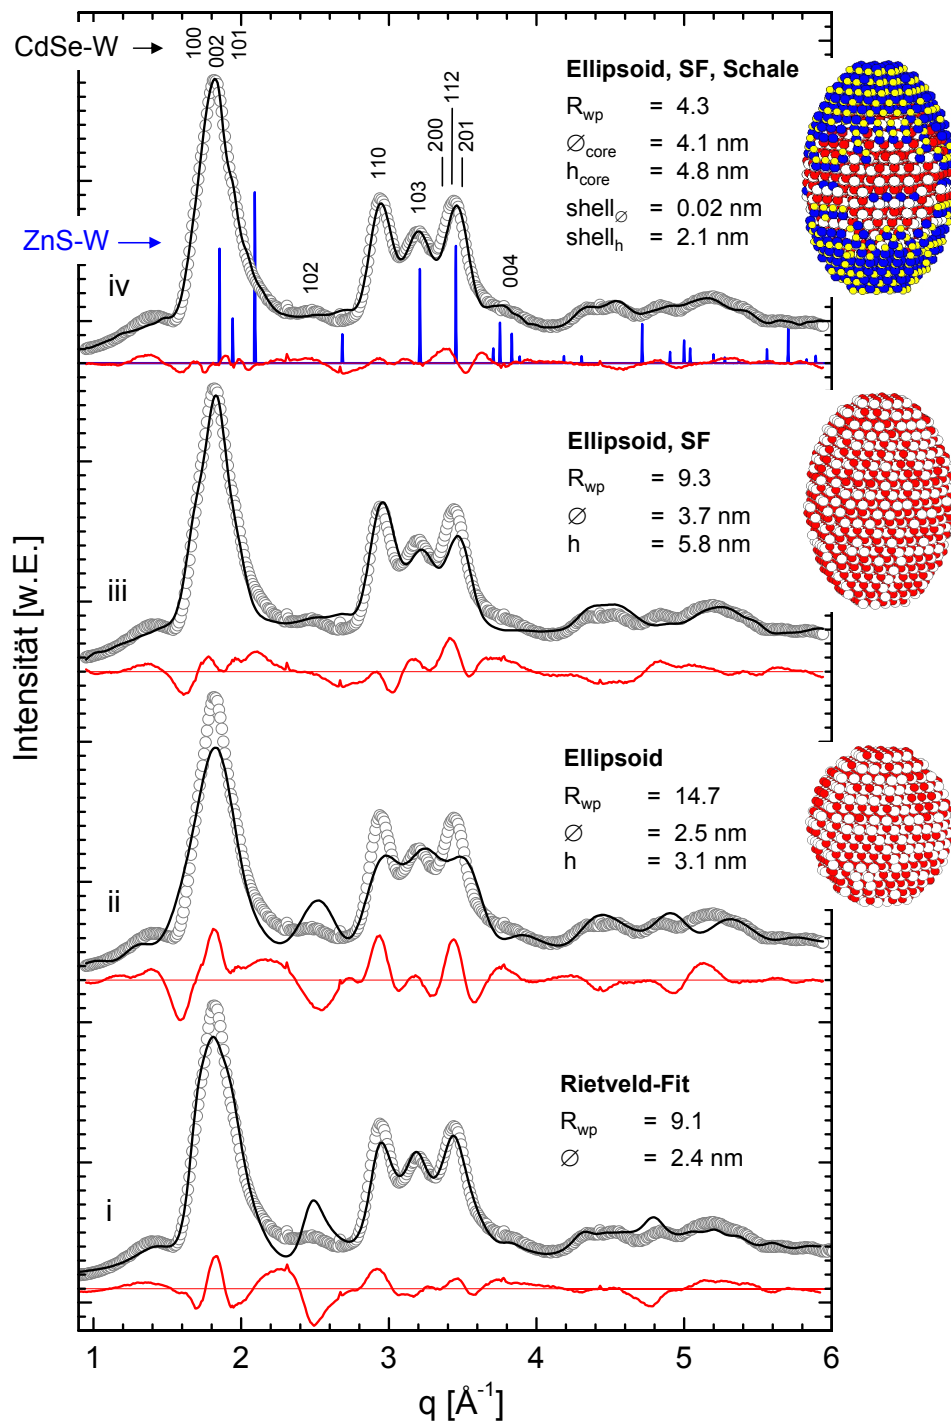 CdSe-W →
100
002
101
ZnS-W →
102
110
103
200
112
201
004
iv
Ellipsoid, SF, Schale
R_wp = 4.3
∅_core = 4.1 nm
h_core = 4.8 nm
shell_∅ = 0.02 nm
shell_h = 2.1 nm
iii
Ellipsoid, SF
R_wp = 9.3
∅ = 3.7 nm
h = 5.8 nm
ii
Ellipsoid
R_wp = 14.7
∅ = 2.5 nm
h = 3.1 nm
i
Rietveld-Fit
R_wp = 9.1
∅ = 2.4 nm
Intensität [w.E.]
1 2 3 4 5 6
q [Å⁻¹]